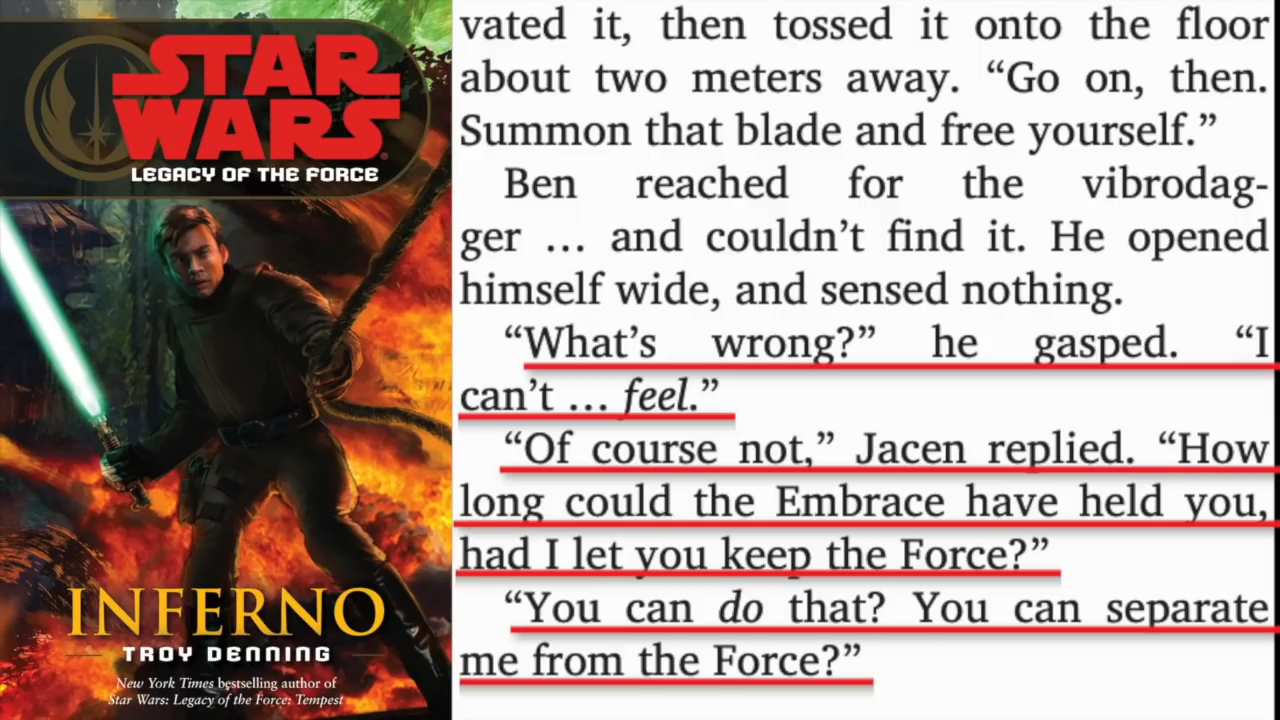 STAR
WARS
LEGACY OF THE FORCE
INFERNO
TROY DENNING
New York Times bestselling author of
Star Wars: Legacy of the Force: Tempest
vated it, then tossed it onto the floor
about two meters away. “Go on, then.
Summon that blade and free yourself.”
Ben reached for the vibrodag-
ger … and couldn’t find it. He opened
himself wide, and sensed nothing.
“What’s wrong?” he gasped. “I
can’t … feel.”
“Of course not,” Jacen replied. “How
long could the Embrace have held you,
had I let you keep the Force?”
“You can do that? You can separate
me from the Force?”